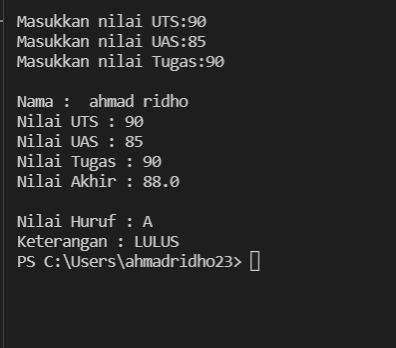 Masukkan nilai UTS:90
Masukkan nilai UAS:85
Masukkan nilai Tugas:90
Nama :  ahmad ridho
Nilai UTS : 90
Nilai UAS : 85
Nilai Tugas : 90
Nilai Akhir : 88.0
Nilai Huruf : A
Keterangan : LULUS
PS C:\Users\ahmadridho23>